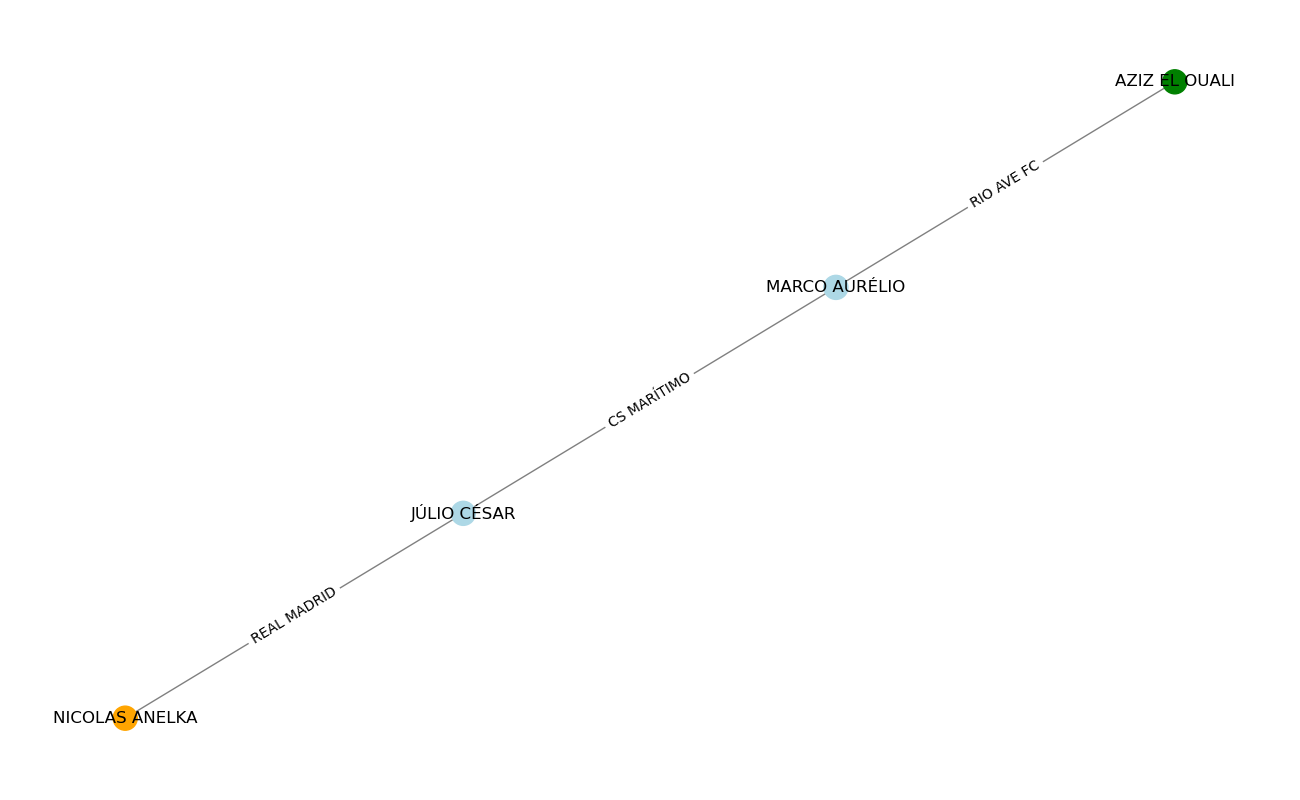 AZIZ EL OUALI
RIO AVE FC
MARCO AURÉLIO
CS MARÍTIMO
JÚLIO CÉSAR
REAL MADRID
NICOLAS ANELKA